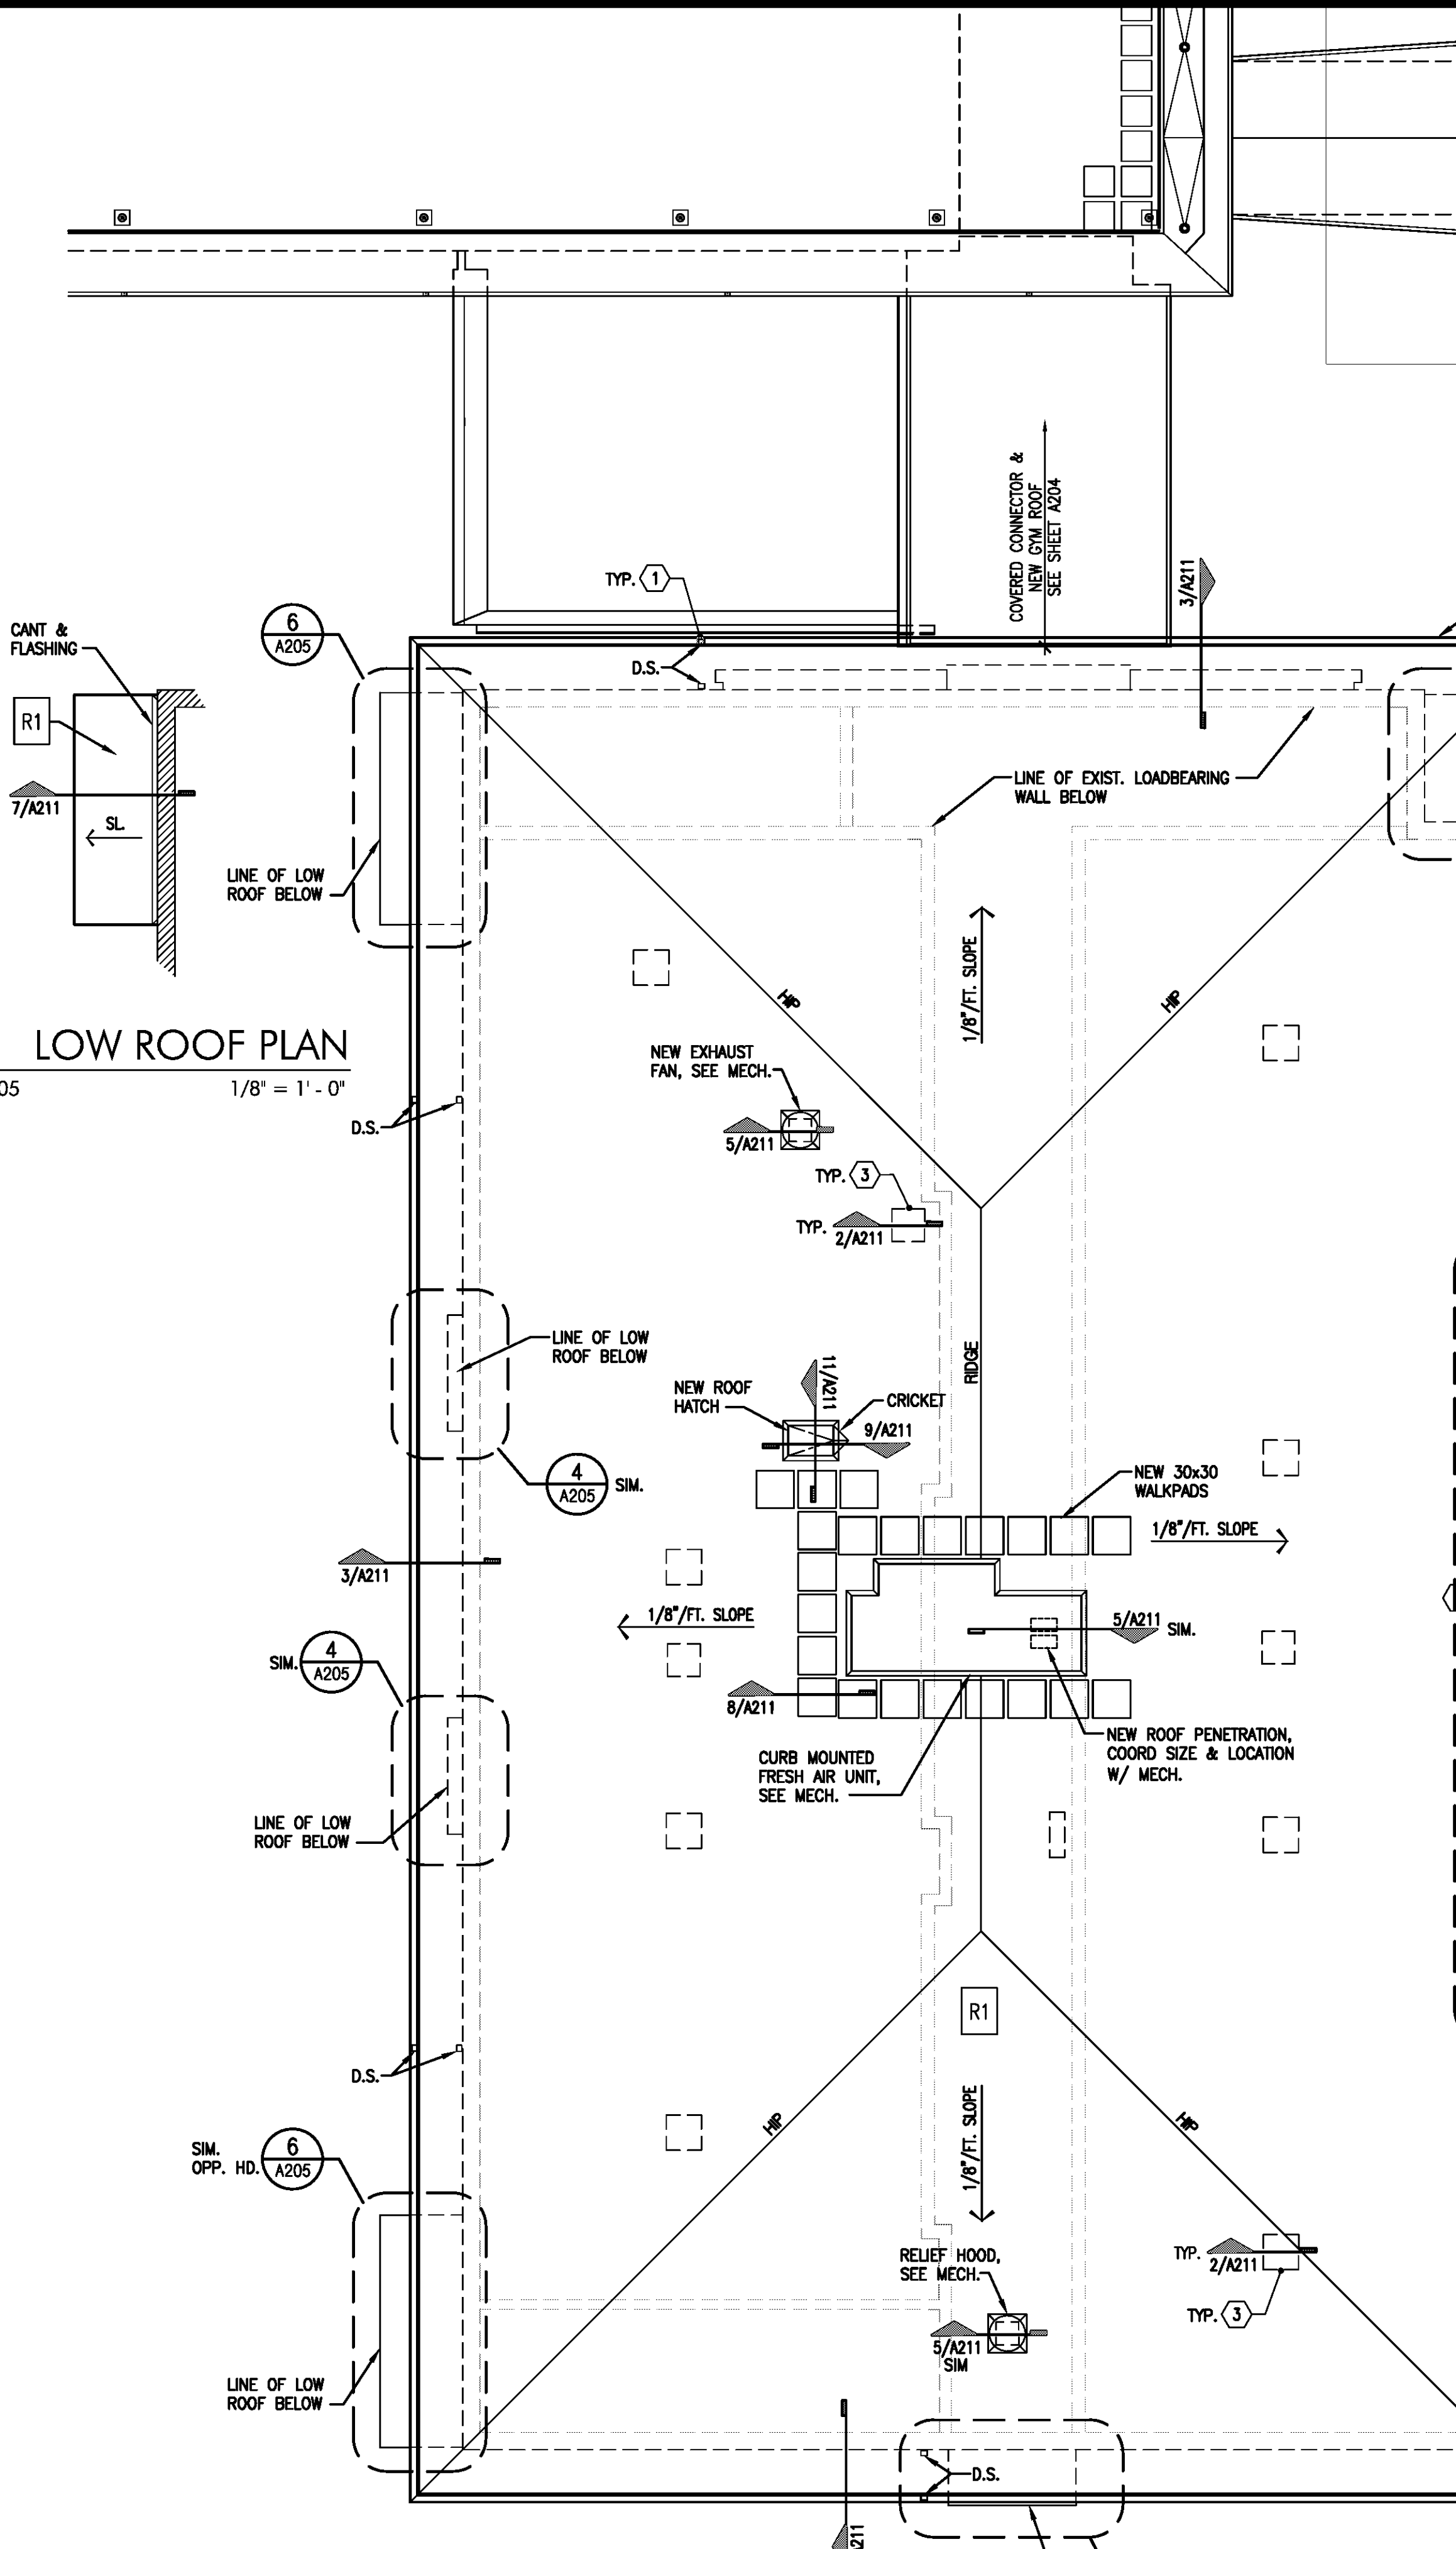 COVERED CONNECTOR &
NEW GYM ROOF
SEE SHEET A204
3/A211
TYP. 1
D.S.
6
A205
CANT &
FLASHING
R1
7/A211
SL.
LINE OF LOW
ROOF BELOW
LINE OF EXIST. LOADBEARING
WALL BELOW
1/8"/FT. SLOPE
HIP
HIP
LOW ROOF PLAN
05
1/8" = 1' - 0"
NEW EXHAUST
FAN, SEE MECH.
5/A211
D.S.
TYP. 3
TYP.
2/A211
LINE OF LOW
ROOF BELOW
RIDGE
NEW ROOF
HATCH
11/A211
CRICKET
9/A211
4
A205
SIM.
NEW 30x30
WALKPADS
1/8"/FT. SLOPE
3/A211
1/8"/FT. SLOPE
5/A211
SIM.
SIM.
4
A205
8/A211
NEW ROOF PENETRATION,
COORD SIZE & LOCATION
W/ MECH.
CURB MOUNTED
FRESH AIR UNIT,
SEE MECH.
LINE OF LOW
ROOF BELOW
R1
D.S.
HIP
HIP
1/8"/FT. SLOPE
SIM.
OPP. HD.
6
A205
RELIEF HOOD,
SEE MECH.
TYP.
2/A211
TYP. 3
5/A211
SIM
LINE OF LOW
ROOF BELOW
D.S.
211